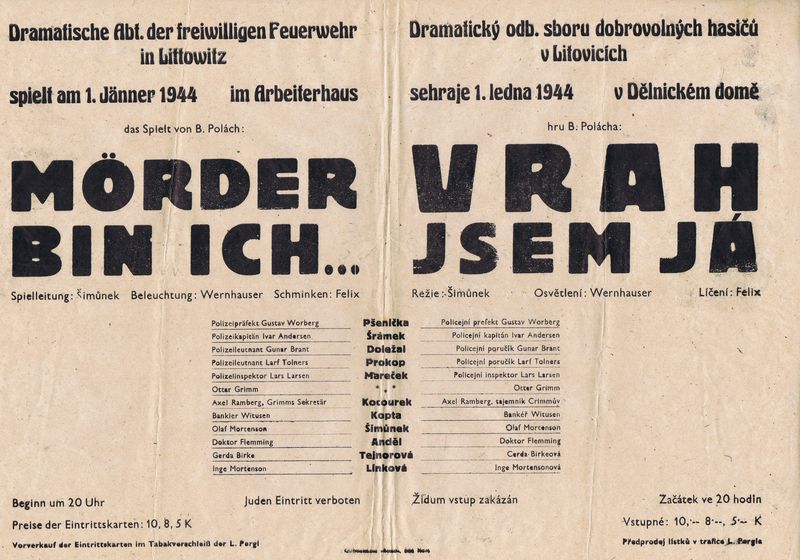 Dramatische Abt. der freiwilligen Feuerwehr
in Littowitz
spielt am 1. Jänner 1944 im Arbeiterhaus
das Spielt von B. Polách:
MÖRDER
BIN ICH...
Spielleitung: Šimůnek Beleuchtung: Wernhauser Schminken: Felix
Dramatický odb. sboru dobrovolných hasičů
v Litovicích
sehraje 1. ledna 1944 v Dělnickém domě
hru B. Polácha:
VRAH
JSEM JÁ
Režie: Šimůnek Osvětlení: Wernhauser Líčení: Felix
Polizeipräfekt Gustav Worberg Pšenička Policejní prefekt Gustav Worberg
Polizeikapitän Ivar Andersen Šrámek Policejní kapitán Ivar Andersen
Polizeileutnant Gunar Brant Doležal Policejní poručík Gunar Brant
Polizeileutnant Larf Tolners Prokop Policejní poručík Larf Tolners
Polizeiinspektor Lars Larsen Mareček Policejní inspektor Lars Larsen
Ottar Grimm * * * Ottar Grimm
Axel Ramberg, Grimms Sekretär Kocourek Axel Ramberg, tajemník Grimmův
Bankier Witusen Kopta Bankéř Witusen
Olaf Mortenson Šimůnek Olaf Mortenson
Doktor Flemming Anděl Doktor Flemming
Gerda Birke Tejnorová Gerda Birkeová
Inge Mortenson Linková Inge Mortensonová
Beginn um 20 Uhr Juden Eintritt verboten
Preise der Eintrittskarten: 10, 8, 5 K
Vorverkauf der Eintrittskarten im Tabakverschleiß der L. Pergl
Židum vstup zakázán Začátek ve 20 hodin
Vstupné: 10,— 8—, 5— K
Předprodej lístků v trafice L. Pergla